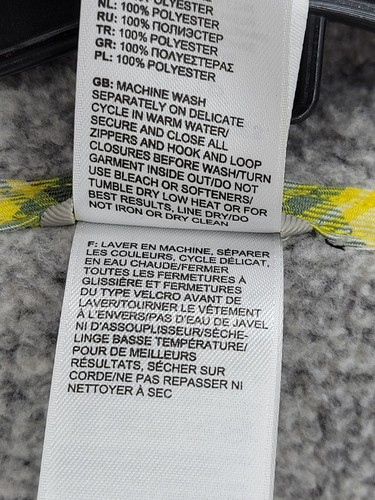 NL: 100% POLYESTER
RU: 100% ПОЛИЭСТЕР
TR: 100% POLYESTER
GR: 100% ΠΟΛΥΕΣΤΕΡΑΣ
PL: 100% POLYESTER
GB: MACHINE WASH
SEPARATELY ON DELICATE
CYCLE IN WARM WATER/
SECURE AND CLOSE ALL
ZIPPERS AND HOOK AND LOOP
CLOSURES BEFORE WASH/TURN
GARMENT INSIDE OUT/DO NOT
USE BLEACH OR SOFTENERS/
TUMBLE DRY LOW HEAT OR FOR
BEST RESULTS, LINE DRY/DO
NOT IRON OR DRY CLEAN
F: LAVER EN MACHINE, SÉPARER
LES COULEURS, CYCLE DÉLICAT,
EN EAU CHAUDE/FERMER
TOUTES LES FERMETURES À
GLISSIÈRE ET FERMETURES
DU TYPE VELCRO AVANT DE
LAVER/TOURNER LE VÊTEMENT
À L'ENVERS/PAS D'EAU DE JAVEL
NI D'ASSOUPLISSEUR/SÈCHE-
LINGE BASSE TEMPÉRATURE/
POUR DE MEILLEURS
RÉSULTATS, SÉCHER SUR
CORDE/NE PAS REPASSER NI
NETTOYER À SEC